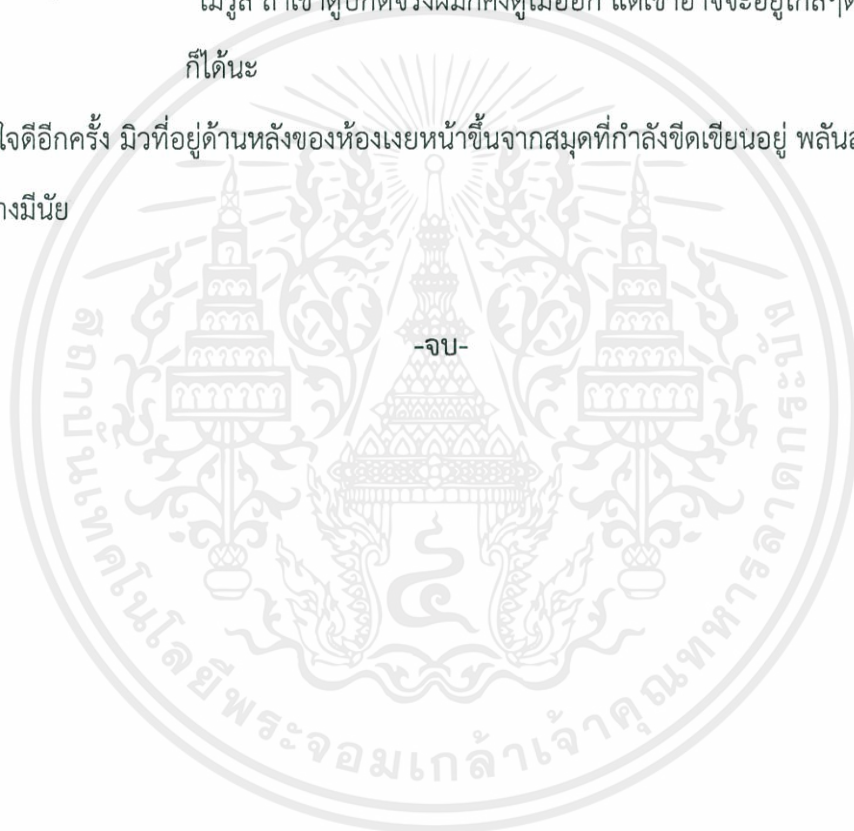 ก็ได้นะ
ใจดีอีกครั้ง มิวที่อยู่ด้านหลังของห้องเงยหน้าขึ้นจากสมุดที่กำลังขีดเขียนอยู่
างมีนัย
-จบ-
สถาบันเทคโนโลยีพระจอมเกล้าเจ้าคุณทหารลาดกระบัง